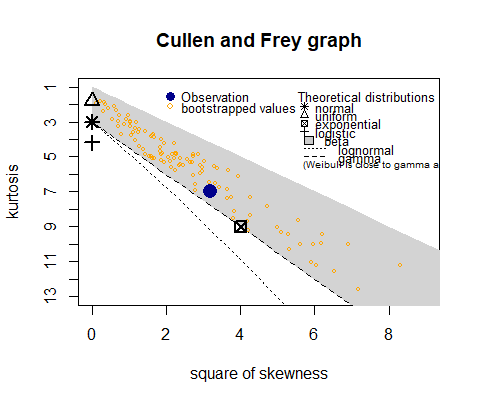 Cullen and Frey graph
kurtosis
1
3
5
7
9
11
13
Observation
bootstrapped values
Theoretical distributions
normal
uniform
exponential
logistic
beta
lognormal
gamma
(Weibull is close to gamma a
0
2
4
6
8
square of skewness